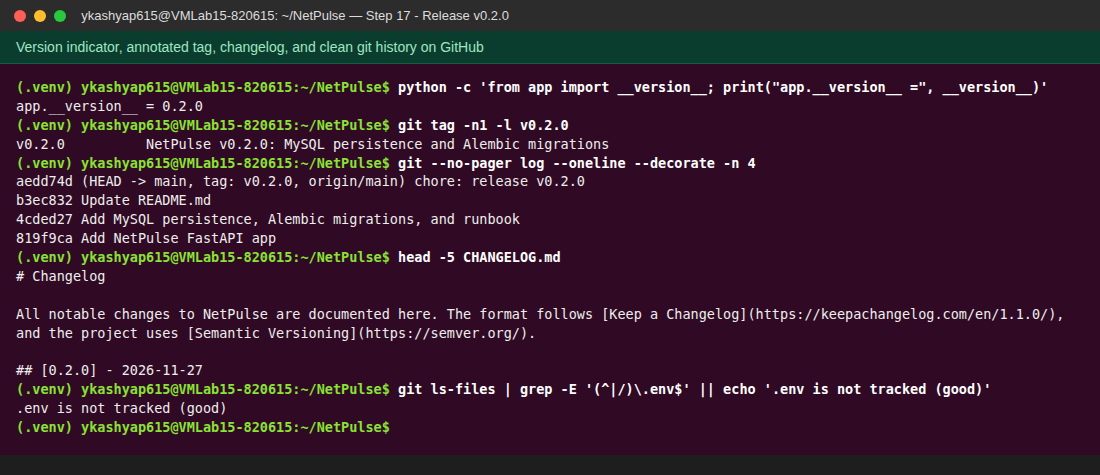 ykashyap615@VMLab15-820615: ~/NetPulse — Step 17 - Release v0.2.0
Version indicator, annotated tag, changelog, and clean git history on GitHub
(.venv) ykashyap615@VMLab15-820615:~/NetPulse$ python -c 'from app import __version__; print("app.__version__ =", __version__)'
app.__version__ = 0.2.0
(.venv) ykashyap615@VMLab15-820615:~/NetPulse$ git tag -n1 -l v0.2.0
v0.2.0          NetPulse v0.2.0: MySQL persistence and Alembic migrations
(.venv) ykashyap615@VMLab15-820615:~/NetPulse$ git --no-pager log --oneline --decorate -n 4
aedd74d (HEAD -> main, tag: v0.2.0, origin/main) chore: release v0.2.0
b3ec832 Update README.md
4cded27 Add MySQL persistence, Alembic migrations, and runbook
819f9ca Add NetPulse FastAPI app
(.venv) ykashyap615@VMLab15-820615:~/NetPulse$ head -5 CHANGELOG.md
# Changelog
All notable changes to NetPulse are documented here. The format follows [Keep a Changelog](https://keepachangelog.com/en/1.1.0/),
and the project uses [Semantic Versioning](https://semver.org/).
## [0.2.0] - 2026-11-27
(.venv) ykashyap615@VMLab15-820615:~/NetPulse$ git ls-files | grep -E '(^|/)\.env$' || echo '.env is not tracked (good)'
.env is not tracked (good)
(.venv) ykashyap615@VMLab15-820615:~/NetPulse$